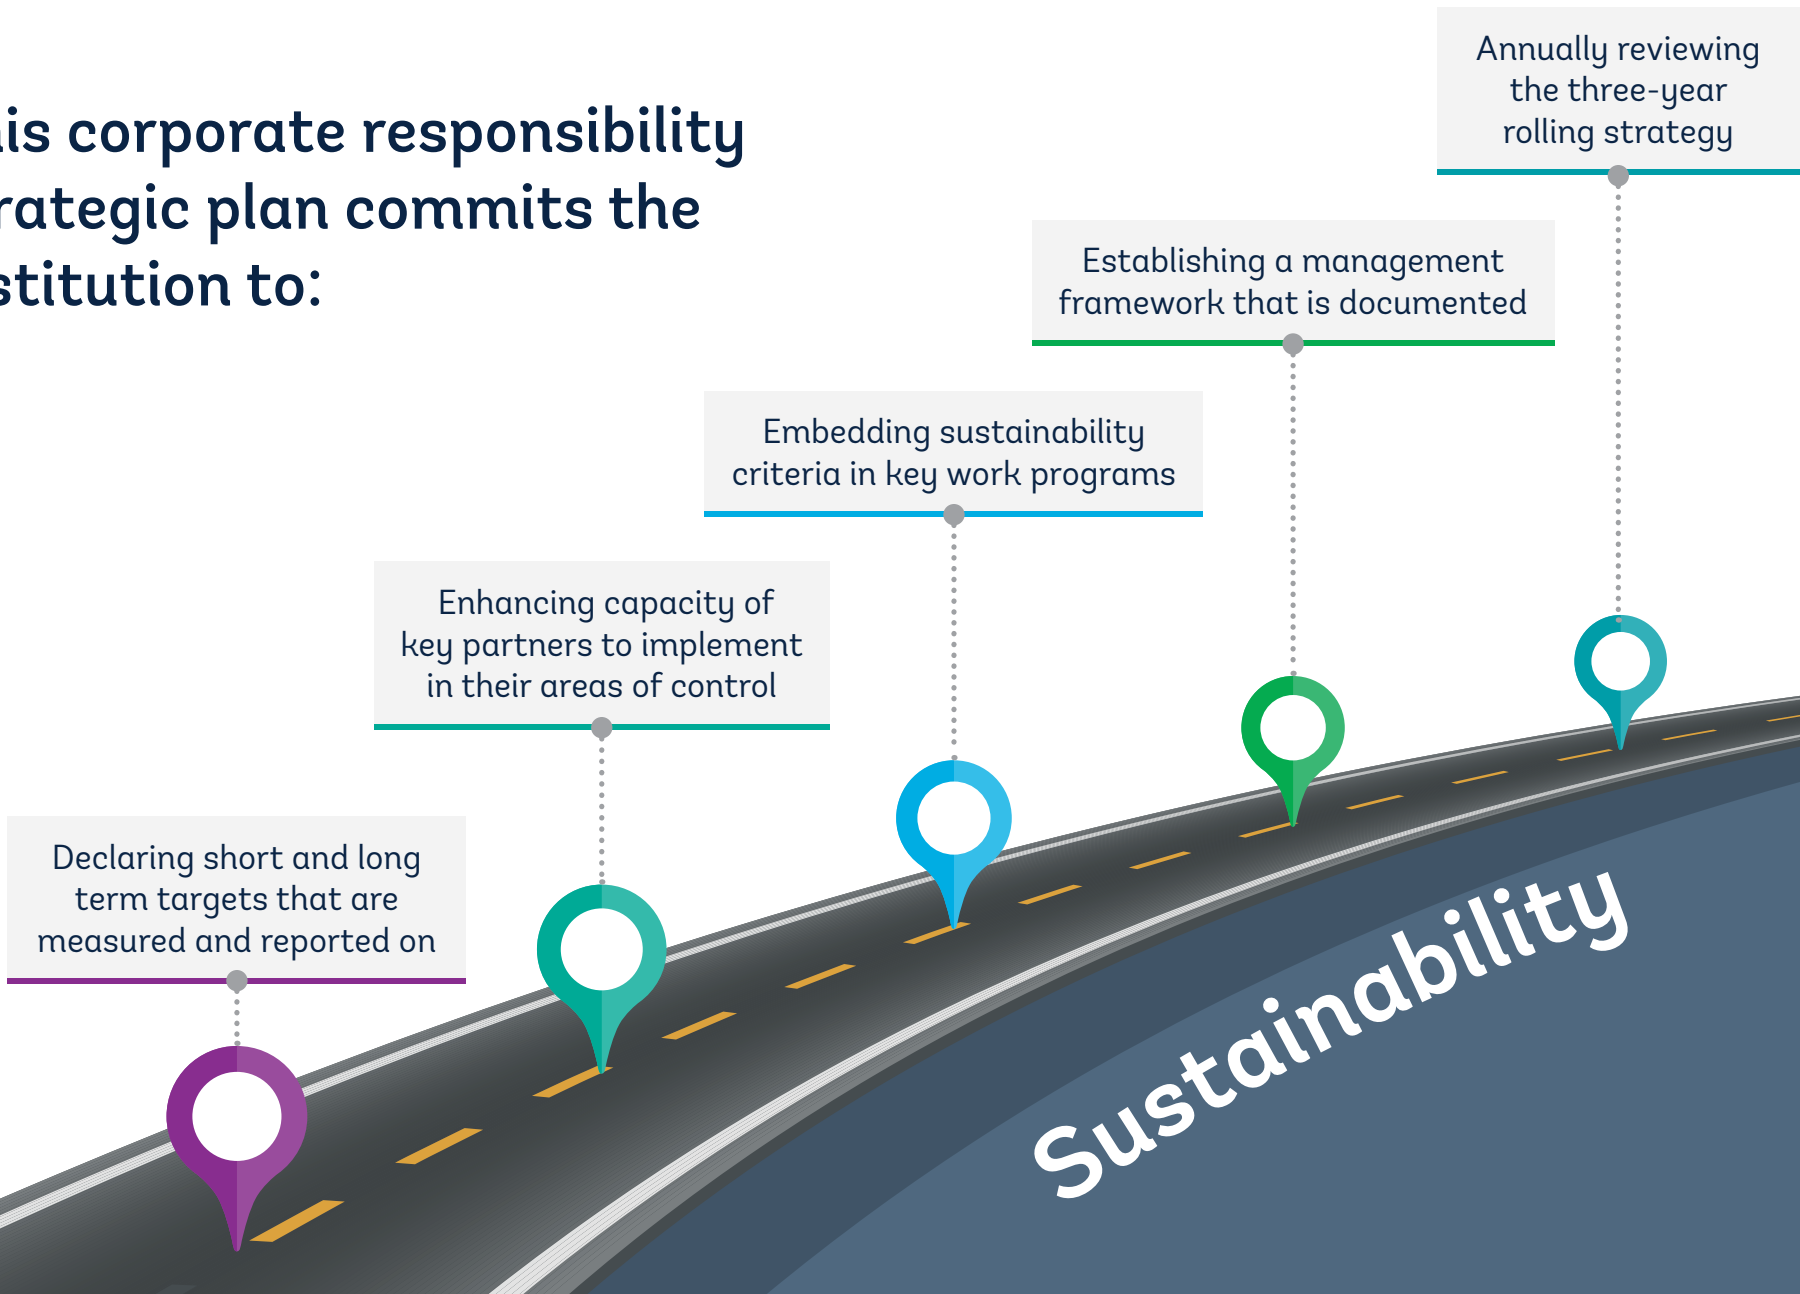 his corporate responsibility
rategic plan commits the
stitution to:
Annually reviewing
the three-year
rolling strategy
Establishing a management
framework that is documented
Embedding sustainability
criteria in key work programs
Enhancing capacity of
key partners to implement
in their areas of control
Declaring short and long
term targets that are
measured and reported on
Sustainability